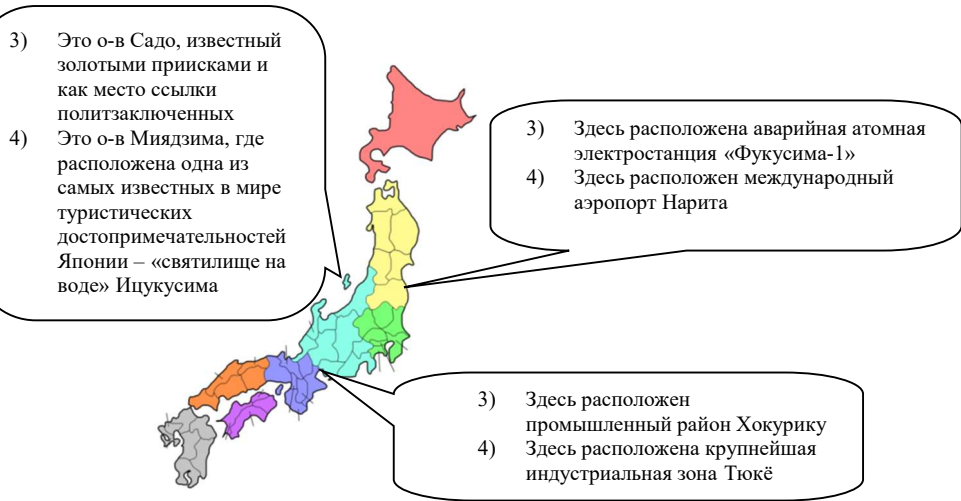 3) Это о-в Садо, известный
золотыми приисками и
как место ссылки
политзаключенных
4) Это о-в Миядзима, где
расположена одна из
самых известных в мире
туристических
достопримечательностей
Японии – «святилище на
воде» Ицукусима
3) Здесь расположена аварийная атомная
электростанция «Фукусима-1»
4) Здесь расположен международный
аэропорт Нарита
3) Здесь расположен
промышленный район Хокурику
4) Здесь расположена крупнейшая
индустриальная зона Тюкё